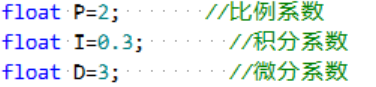 float P=2;        //比例系数
float I=0.3;        //积分系数
float D=3;        //微分系数